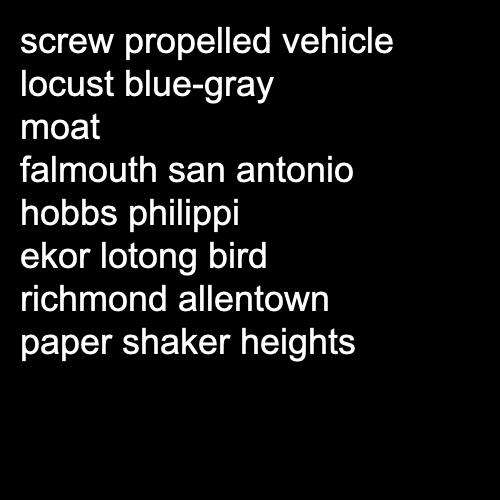 screw propelled vehicle
locust blue-gray
moat
falmouth san antonio
hobbs philippi
ekor lotong bird
richmond allentown
paper shaker heights